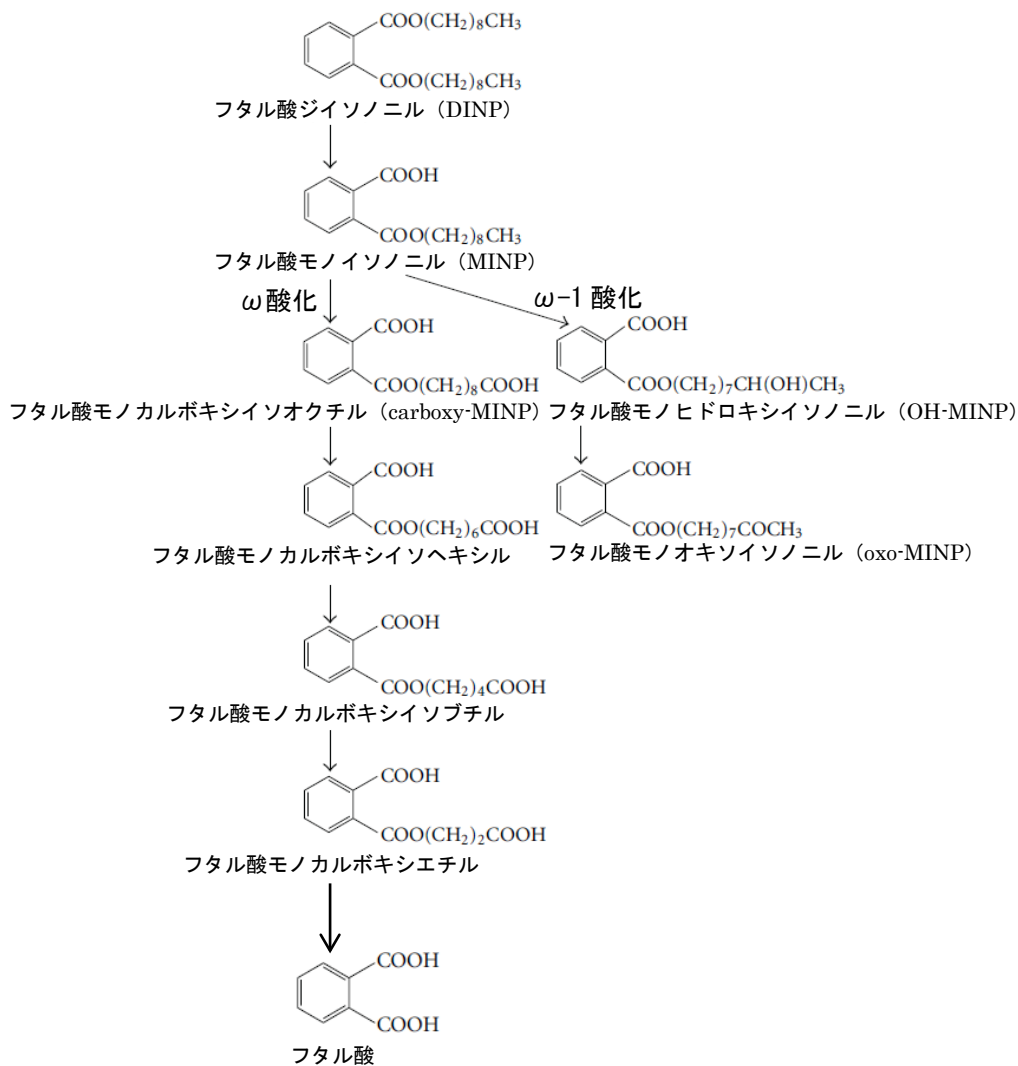 COO(CH₂)₈CH₃
COO(CH₂)₈CH₃
フタル酸ジイソノニル（DINP）
COOH
COO(CH₂)₈CH₃
フタル酸モノイソノニル（MINP）
ω酸化
ω-1 酸化
COOH
COOH
COO(CH₂)₈COOH
COO(CH₂)₇CH(OH)CH₃
フタル酸モノカルボキシイソオクチル（carboxy-MINP）
フタル酸モノヒドロキシイソノニル（OH-MINP）
COOH
COOH
COO(CH₂)₆COOH
COO(CH₂)₇COCH₃
フタル酸モノカルボキシイソヘキシル
フタル酸モノオキソイソノニル（oxo-MINP）
COOH
COO(CH₂)₄COOH
フタル酸モノカルボキシイソブチル
COOH
COO(CH₂)₂COOH
フタル酸モノカルボキシエチル
COOH
COOH
フタル酸